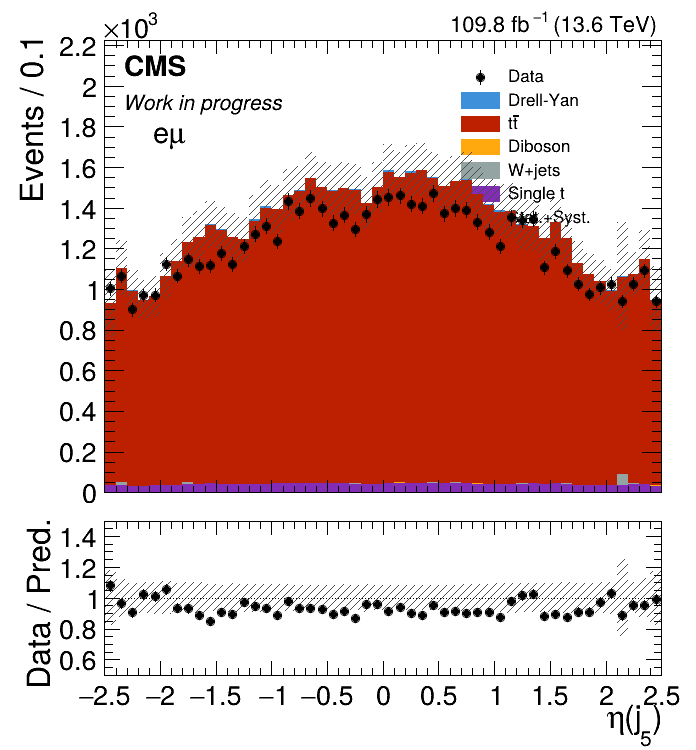 ×10³
109.8 fb⁻¹ (13.6 TeV)
Events / 0.1
2.2
2
1.8
1.6
1.4
1.2
1
0.8
0.6
0.4
0.2
0
CMS
Work in progress
eμ
Data
Drell-Yan
tt̅
Diboson
W+jets
Single t
Stat.+Syst.
Data / Pred.
1.4
1.2
1
0.8
0.6
−2.5 −2 −1.5 −1 −0.5 0 0.5 1 1.5 2 2.5
η(j₅)